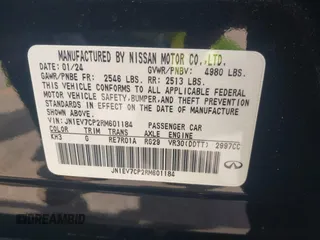 MANUFACTURED BY NISSAN MOTOR CO.,LTD.
DATE: 01/24 GVWR/PNBV: 4980 LBS.
GAWR/PNBE FR: 2546 LBS. RR: 2513 LBS.
THIS VEHICLE CONFORMS TO ALL APPLICABLE FEDERAL
MOTOR VEHICLE SAFETY, BUMPER, AND THEFT
PREVENTION STANDARDS IN EFFECT ON THE DATE OF MANUFACTURE
SHOWN ABOVE.
VIN: JN1EV7CP2RM601184 PASSENGER CAR
COLOR TRIM TRANS AXLE ENGINE
KH3 G RE7R01A RG29 VR30(DDTT) 2997CC
JN1EV7CP2RM601184
INFINITI
© DREAMBID